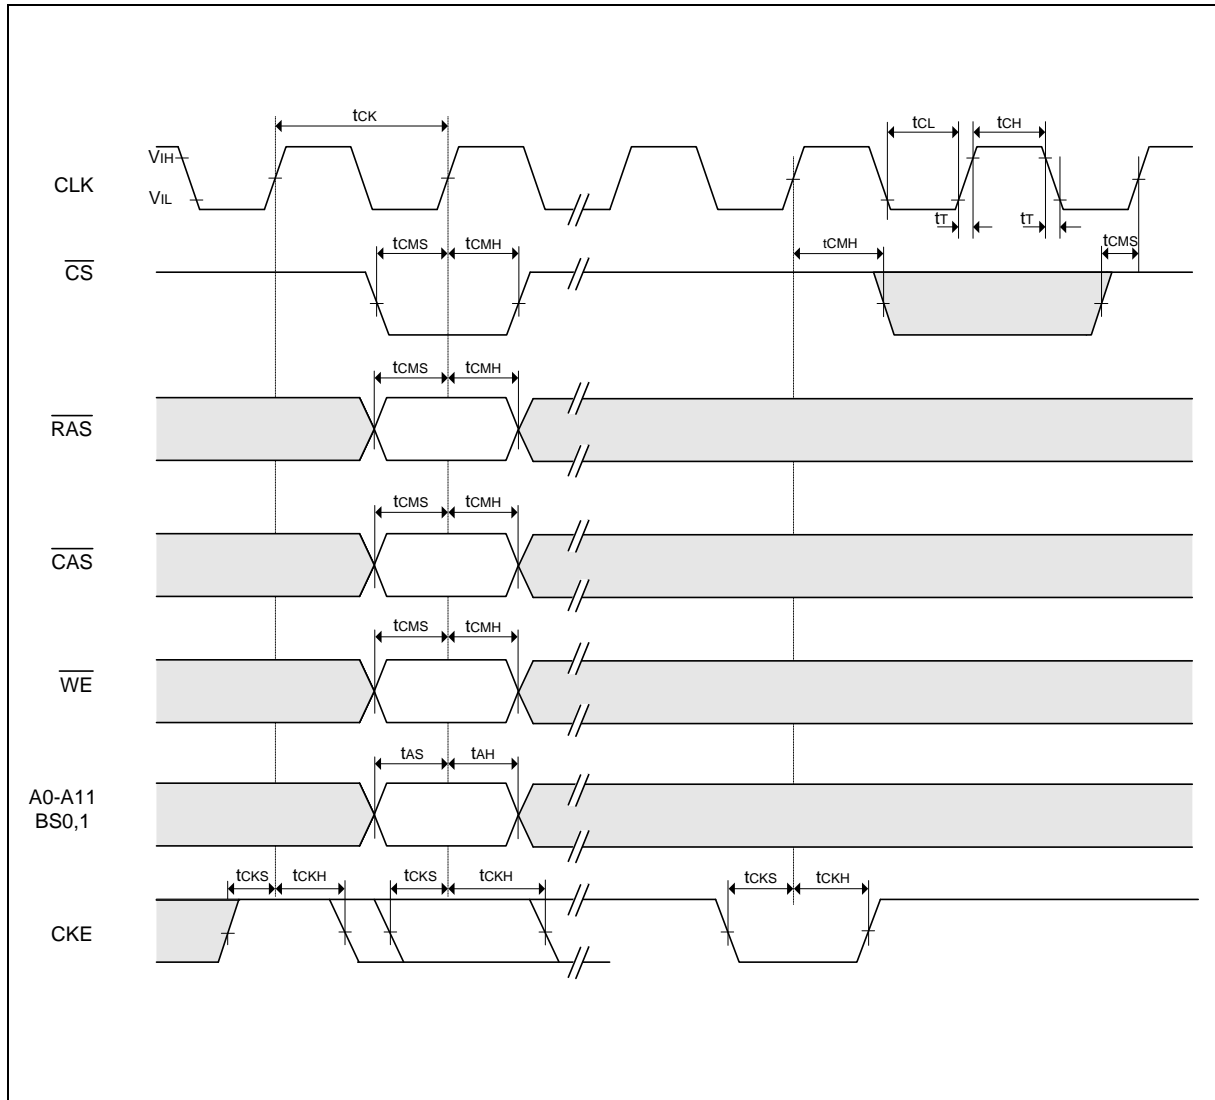 tCK
tCL
tCH
VIH
CLK
VIL
tT
tT
tCMS
tCMH
tCMH
tCMS
CS
tCMS
tCMH
RAS
tCMS
tCMH
CAS
tCMS
tCMH
WE
tAS
tAH
A0-A11
BS0,1
tCKS
tCKH
tCKS
tCKH
tCKS
tCKH
CKE